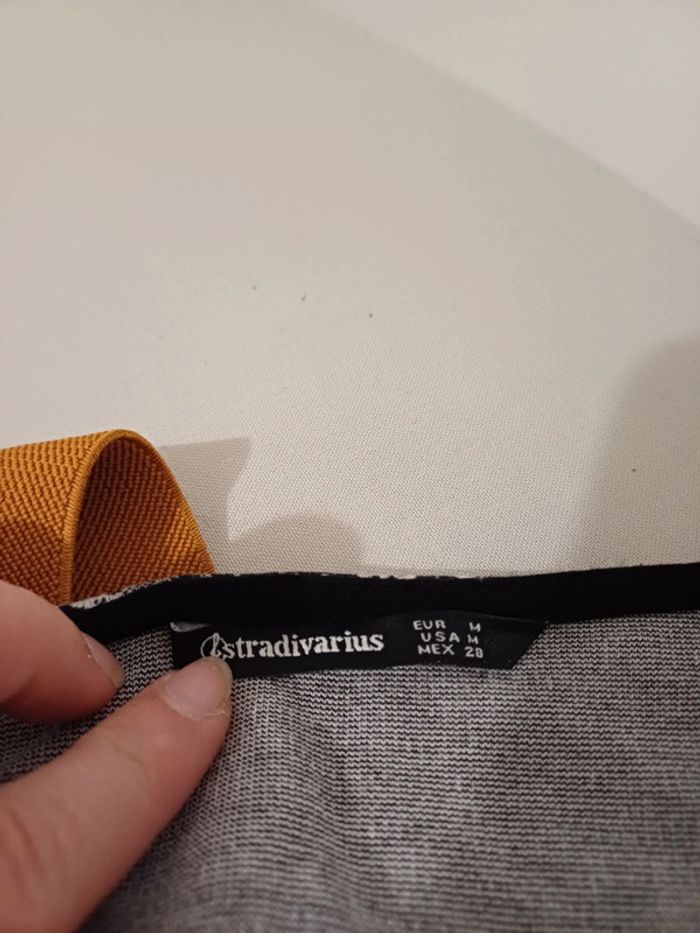 stradivarius
EUR M
USA M
MEX 28